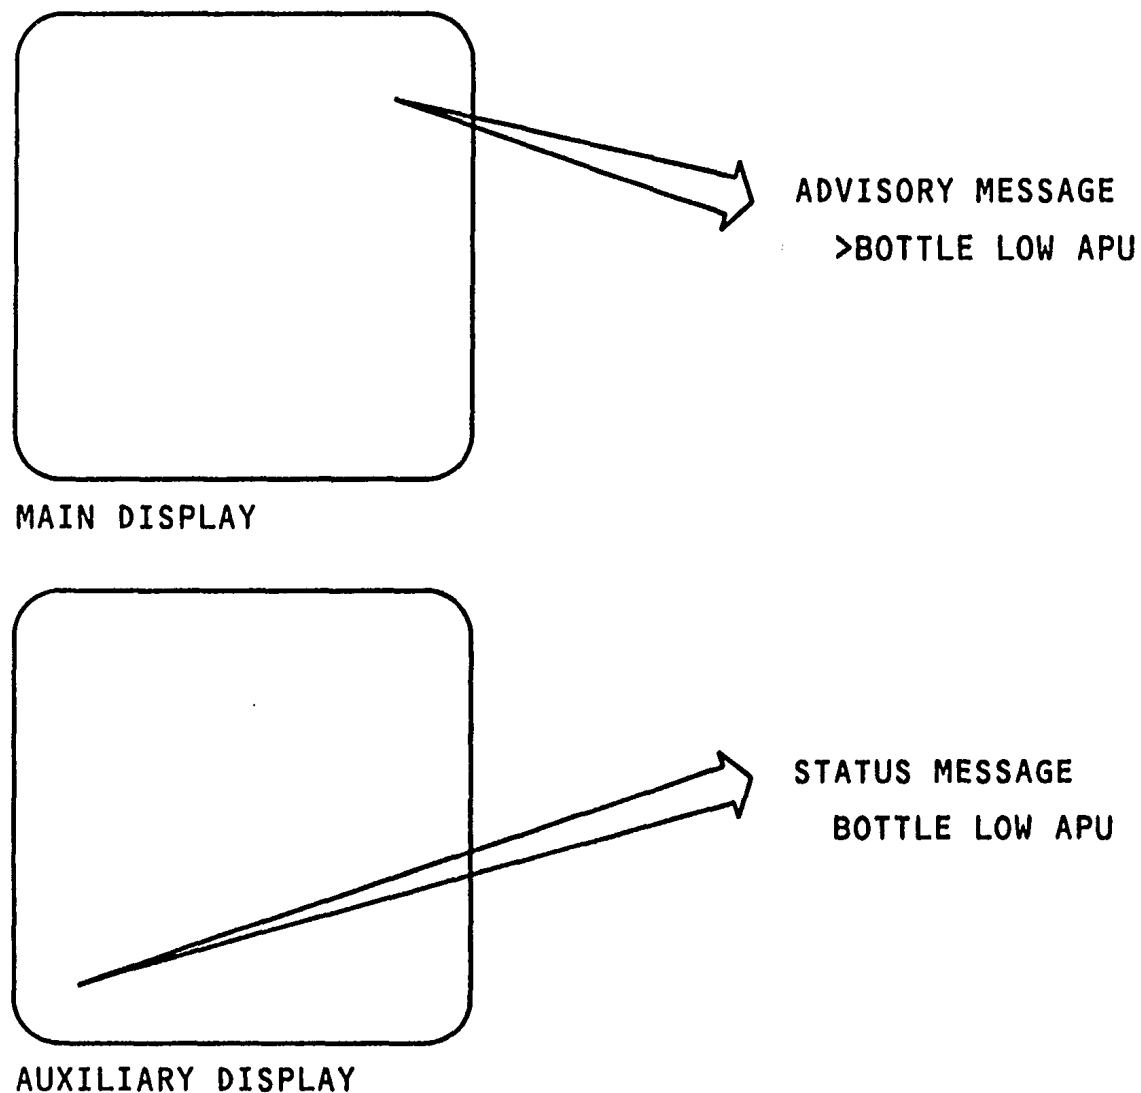 ADVISORY MESSAGE
>BOTTLE LOW APU
MAIN DISPLAY
STATUS MESSAGE
BOTTLE LOW APU
AUXILIARY DISPLAY